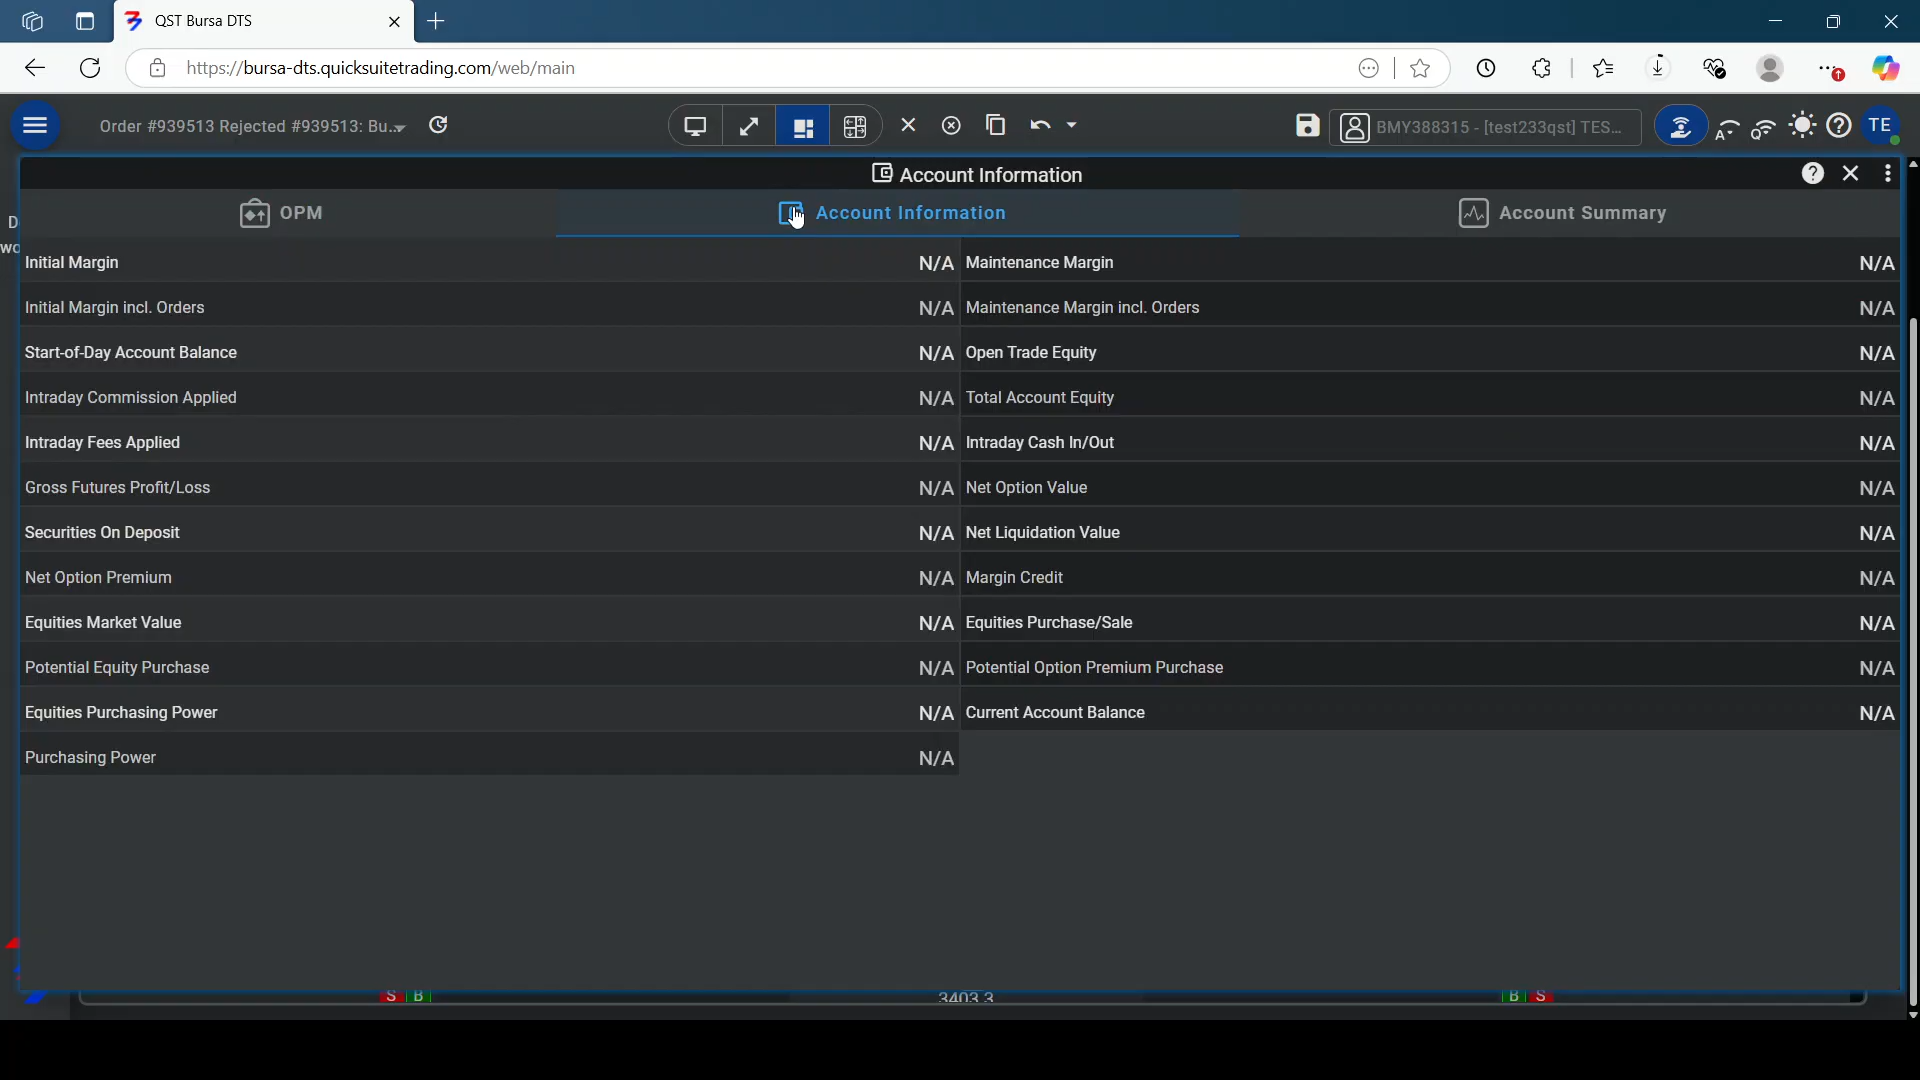 QST Bursa DTS
https://bursa-dts.quicksuitetrading.com/web/main
Order #939513 Rejected #939513: Bu...
BMY388315 - [test233qst] TES...
A
Q
TE
Account Information
OPM
Account Information
Account Summary
Initial Margin N/A Maintenance Margin N/A
Initial Margin incl. Orders N/A Maintenance Margin incl. Orders N/A
Start-of-Day Account Balance N/A Open Trade Equity N/A
Intraday Commission Applied N/A Total Account Equity N/A
Intraday Fees Applied N/A Intraday Cash In/Out N/A
Gross Futures Profit/Loss N/A Net Option Value N/A
Securities On Deposit N/A Net Liquidation Value N/A
Net Option Premium N/A Margin Credit N/A
Equities Market Value N/A Equities Purchase/Sale N/A
Potential Equity Purchase N/A Potential Option Premium Purchase N/A
Equities Purchasing Power N/A Current Account Balance N/A
Purchasing Power N/A
S B 3403.3 B S